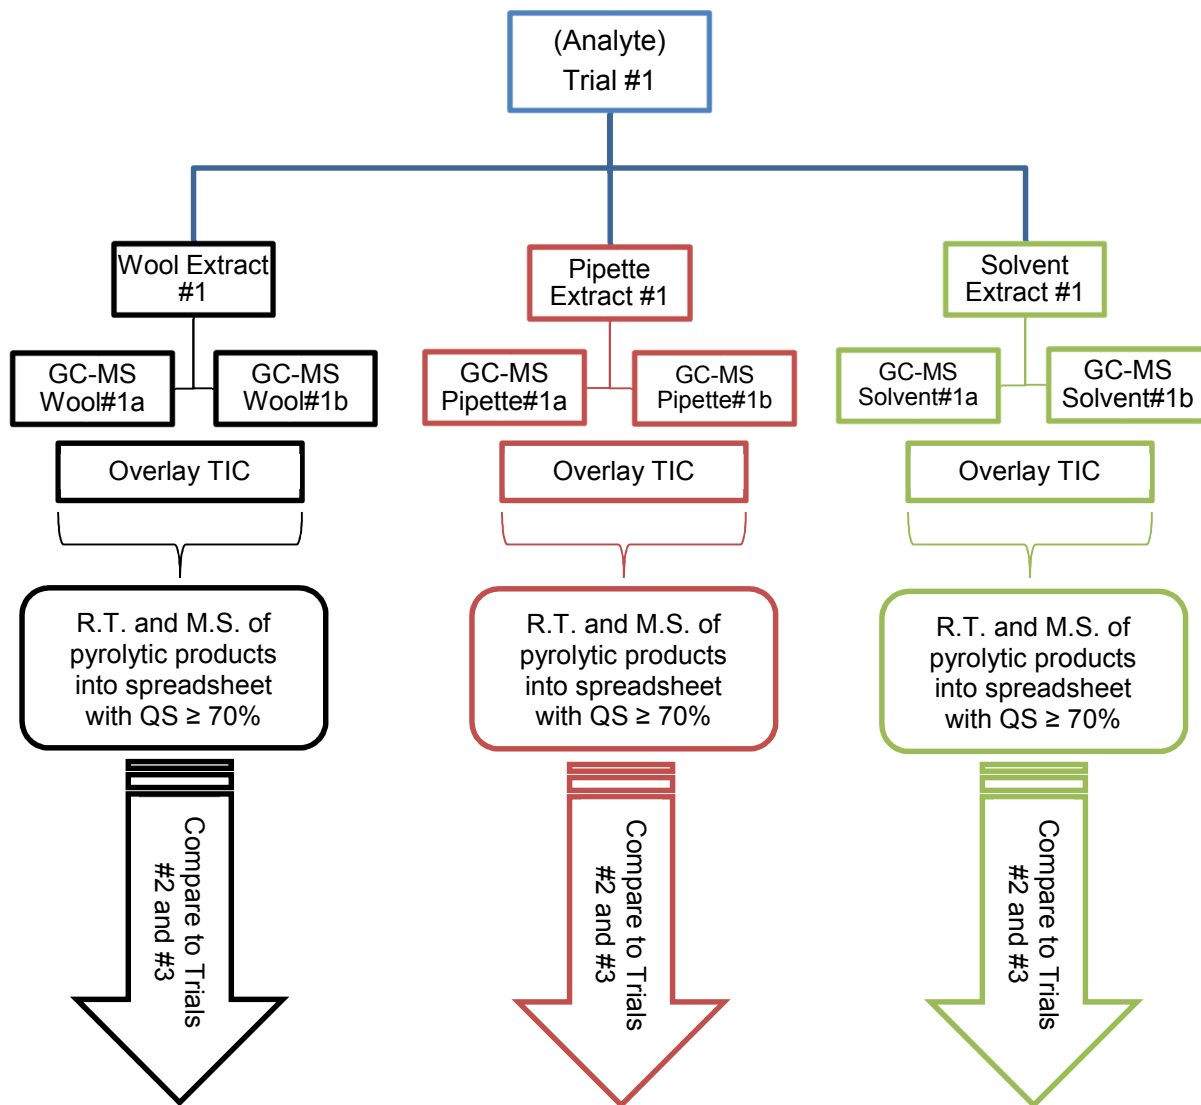 (Analyte)
Trial #1
Wool Extract
#1
Pipette
Extract #1
Solvent
Extract #1
GC-MS
Wool#1a
GC-MS
Wool#1b
GC-MS
Pipette#1a
GC-MS
Pipette#1b
GC-MS
Solvent#1a
GC-MS
Solvent#1b
Overlay TIC
Overlay TIC
Overlay TIC
R.T. and M.S. of
pyrolytic products
into spreadsheet
with QS ≥ 70%
R.T. and M.S. of
pyrolytic products
into spreadsheet
with QS ≥ 70%
R.T. and M.S. of
pyrolytic products
into spreadsheet
with QS ≥ 70%
Compare to Trials
#2 and #3
Compare to Trials
#2 and #3
Compare to Trials
#2 and #3